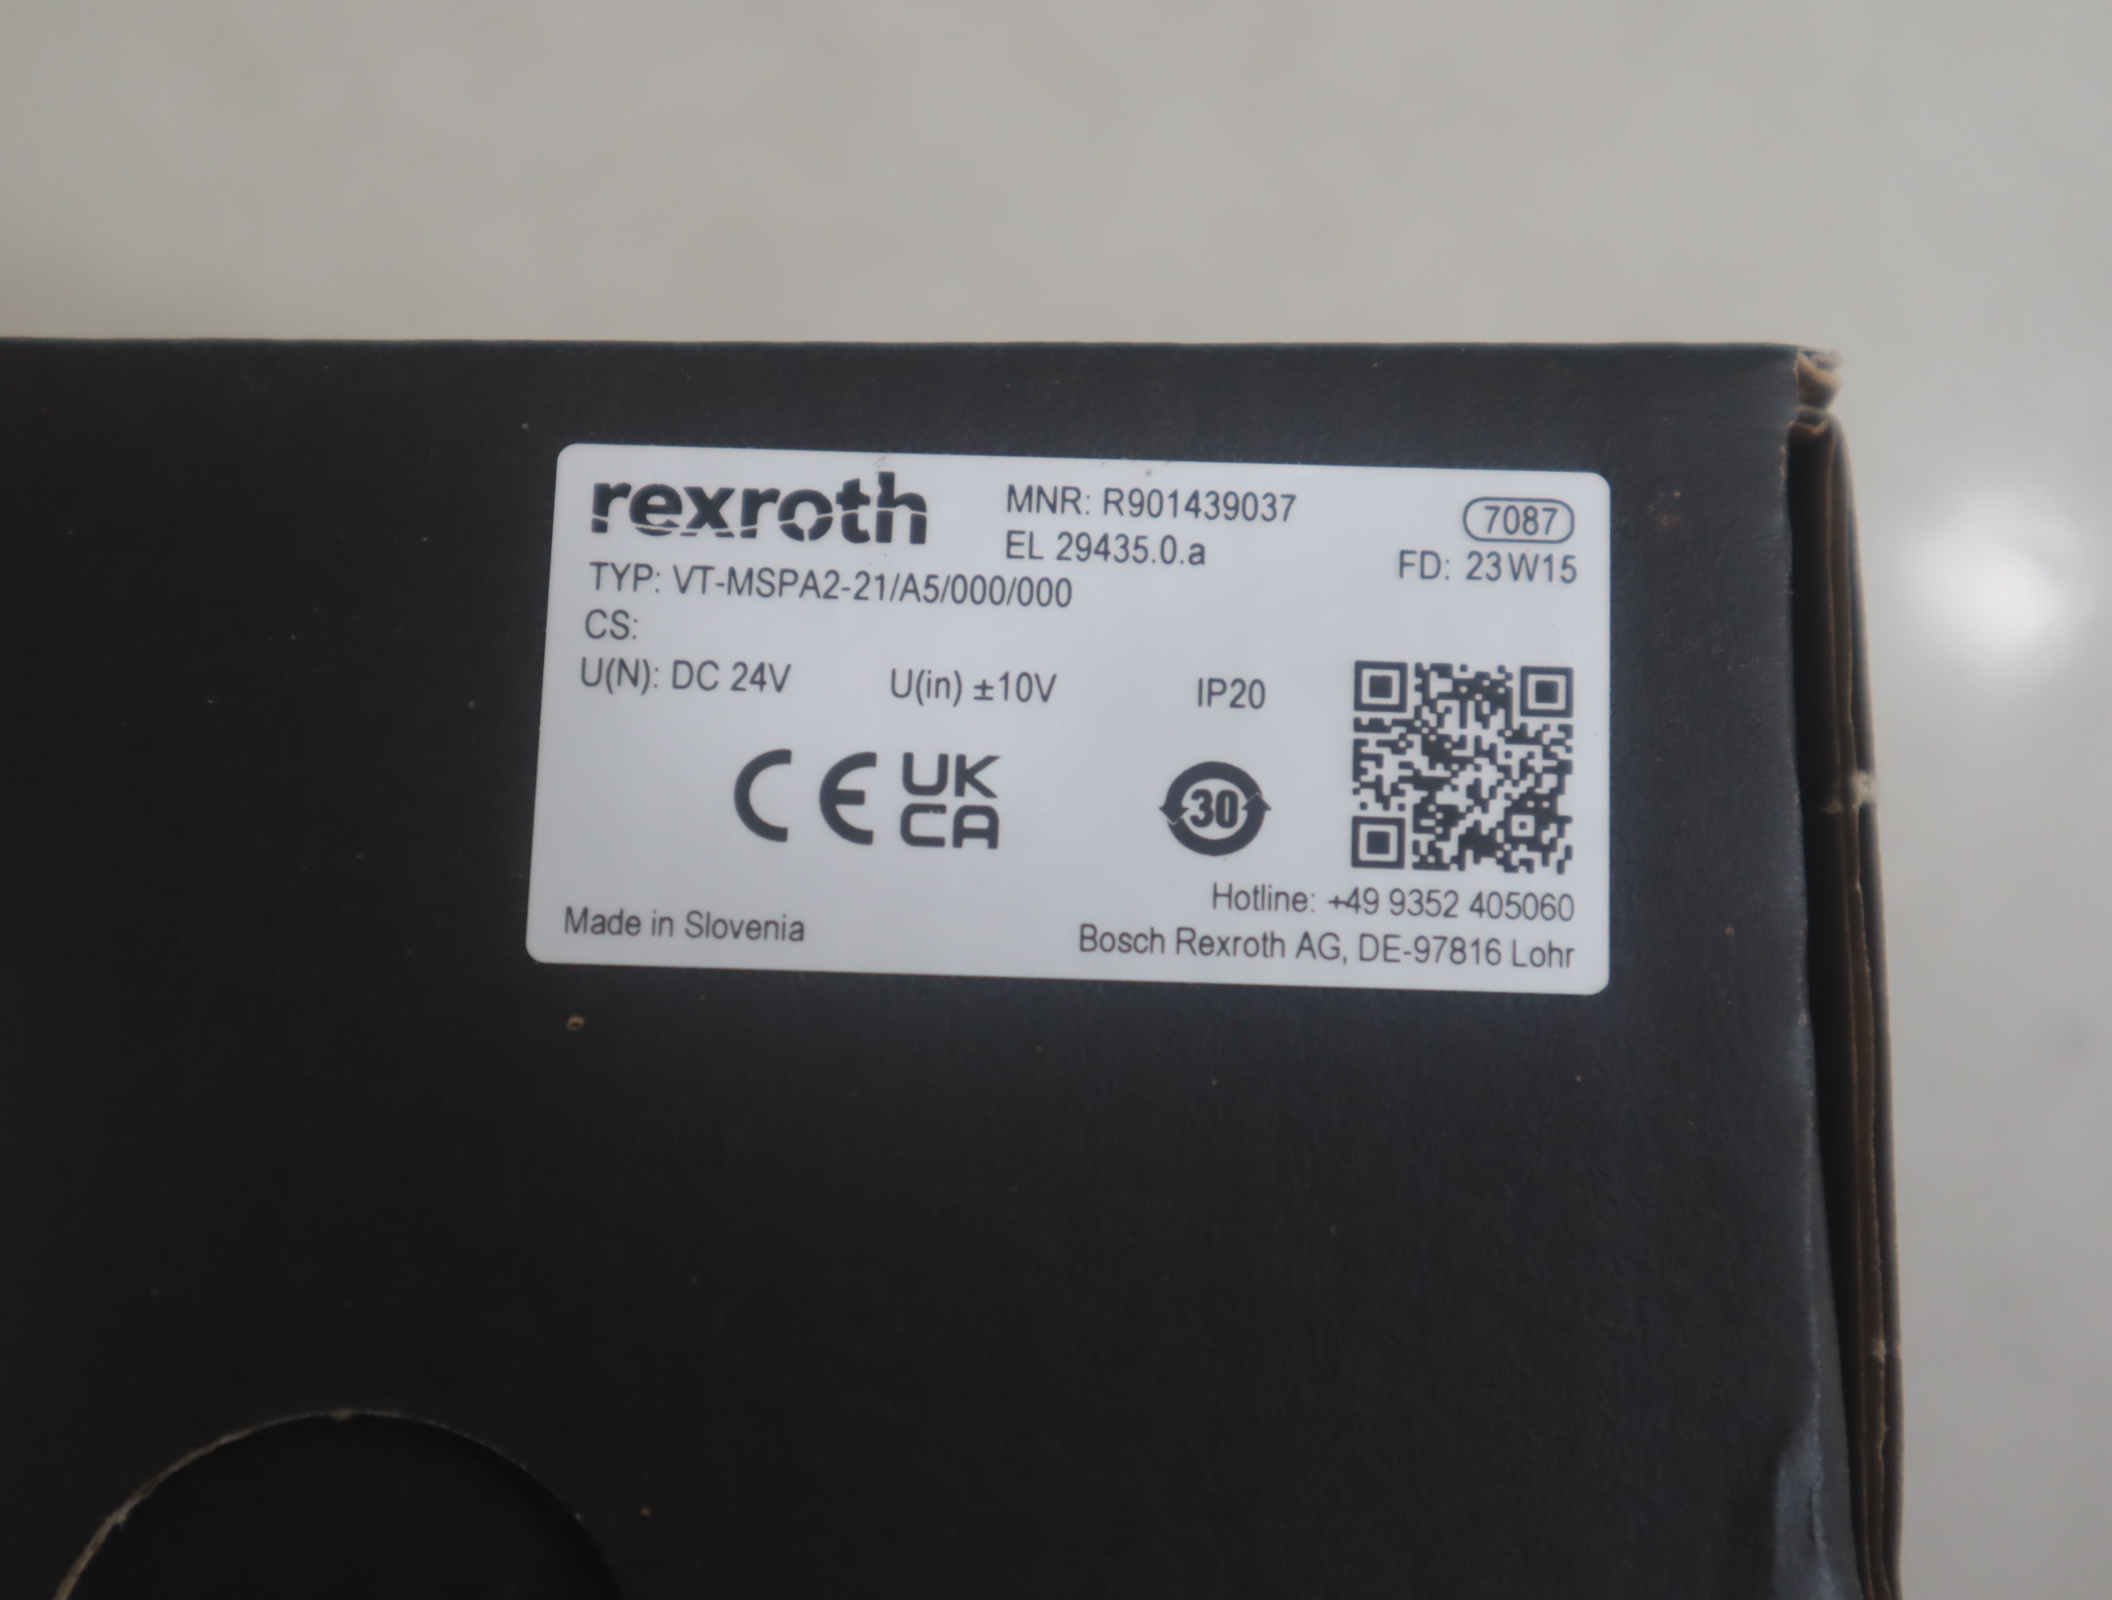 rexroth
MNR: R901439037
7087
EL 29435.0.a
FD: 23W15
TYP: VT-MSPA2-21/A5/000/000
CS:
U(N): DC 24V
U(in) ±10V
IP20
CE
UK
CA
30
Hotline: +49 9352 405060
Made in Slovenia
Bosch Rexroth AG, DE-97816 Lohr